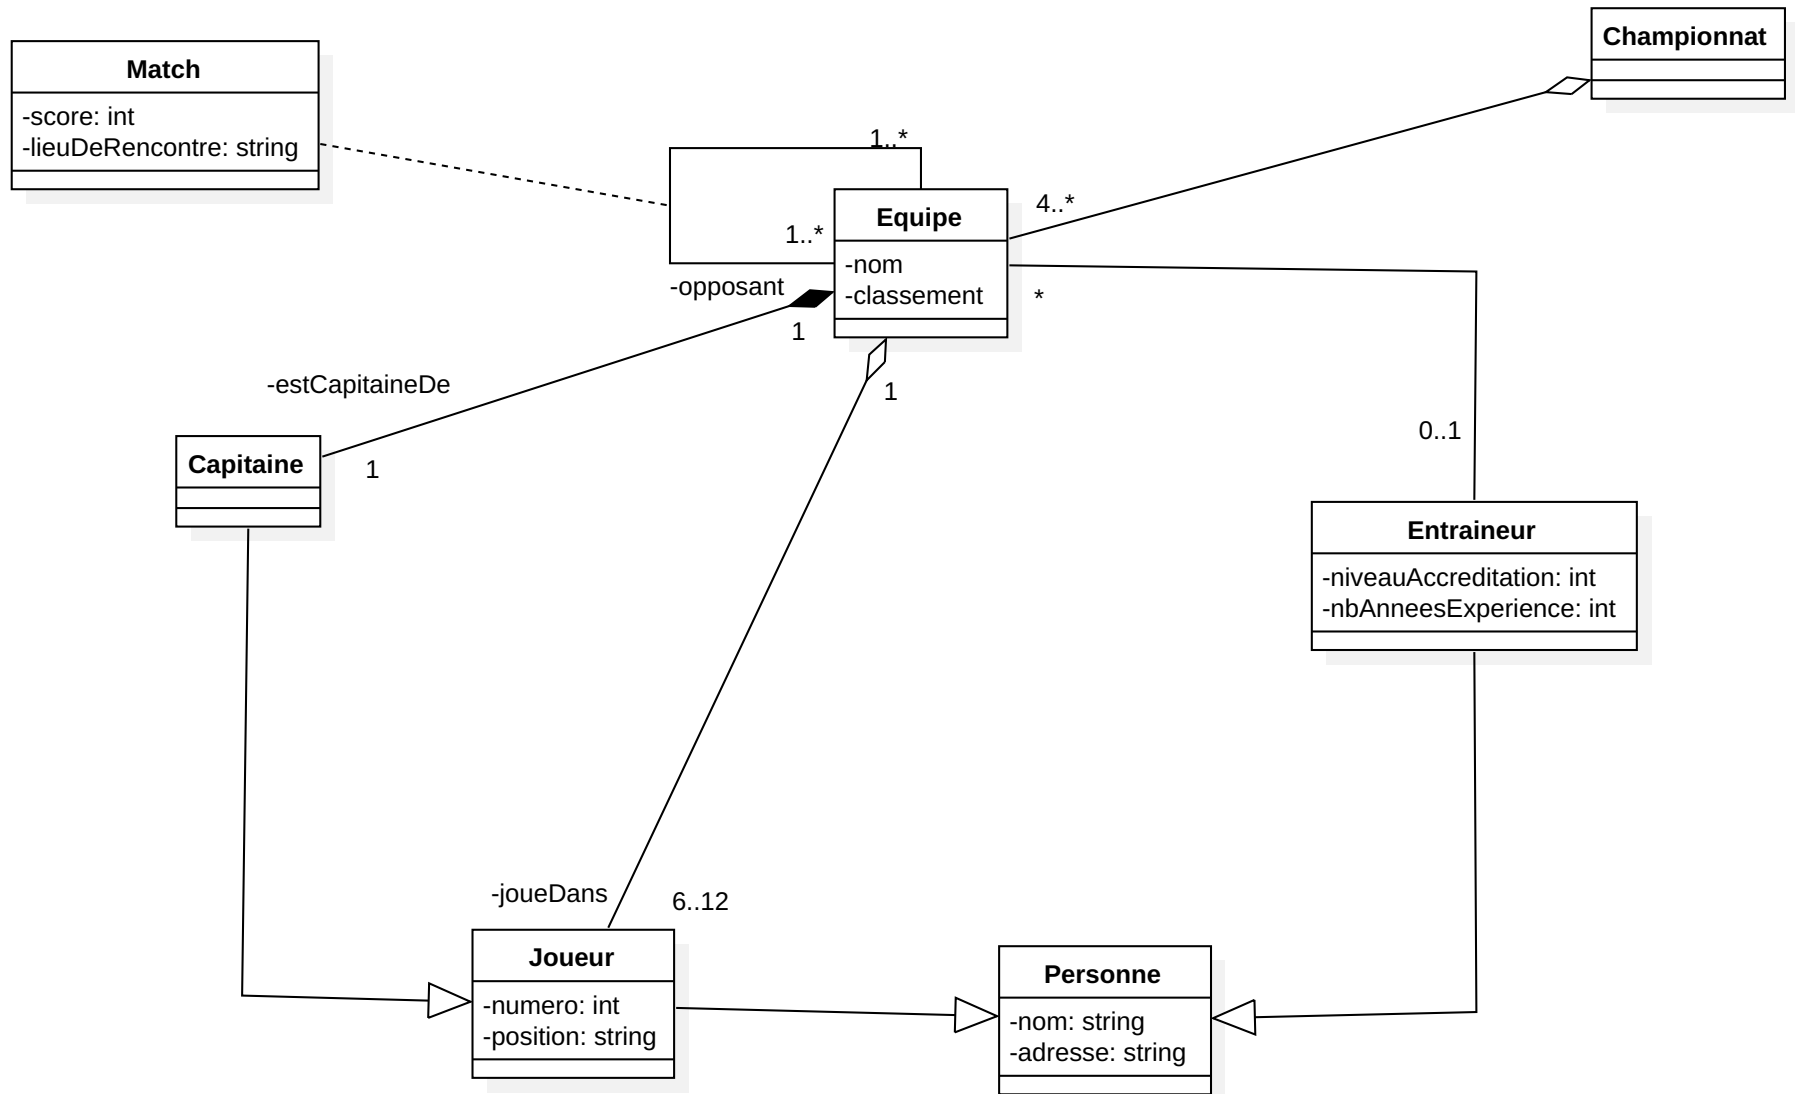 Championnat
Match
-score: int
-lieuDeRencontre: string
1..*
Equipe
-nom
-classement
4..*
1..*
-opposant
1
*
1
-estCapitaineDe
1
Capitaine
0..1
Entraineur
-niveauAccreditation: int
-nbAnneesExperience: int
-joueDans
6..12
Joueur
-numero: int
-position: string
Personne
-nom: string
-adresse: string